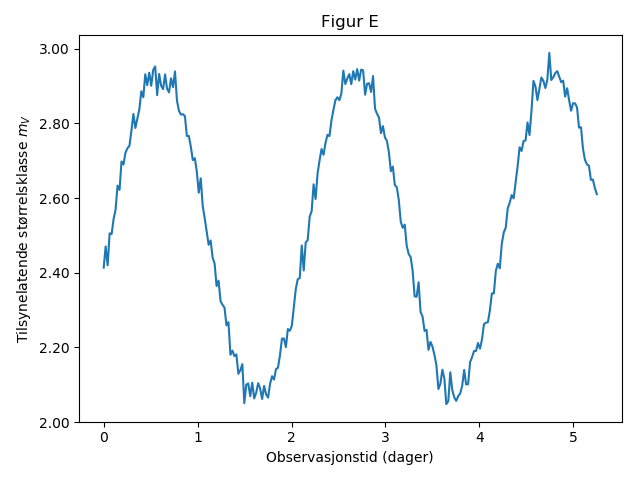 Figur E
3.00
2.80
2.60
2.40
2.20
2.00
Tilsynelatende størrelsklasse $m_V$
0 1 2 3 4 5
Observasjonstid (dager)